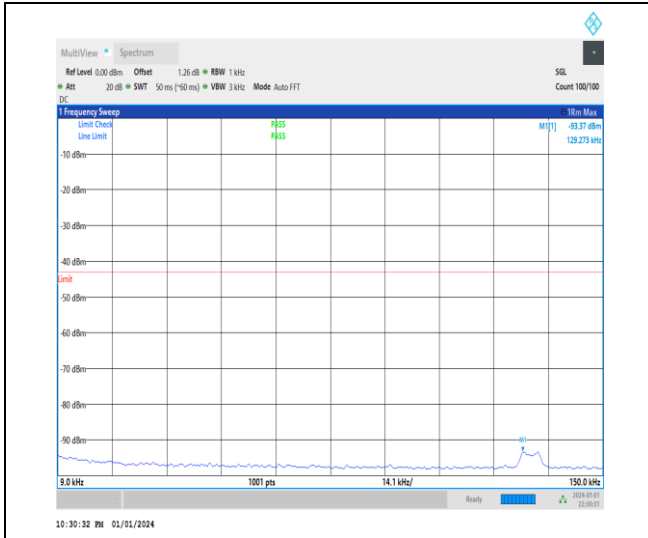 MultiView Spectrum
Ref Level 0.00 dBm Offset 1.26 dB RBW 1 kHz SGL
Att 20 dB SWT 50 ms (~60 ms) VBW 3 kHz Mode Auto FFT Count 100/100
DC
1 Frequency Sweep 1Rm Max
Limit Check PASS M1[1] -93.37 dBm
Line Limit PASS 129.273 kHz
-10 dBm
-20 dBm
-30 dBm
-40 dBm
Limit
-50 dBm
-60 dBm
-70 dBm
-80 dBm
-90 dBm M1
9.0 kHz 1001 pts 14.1 kHz/ 150.0 kHz
Ready 2024-01-01
22:30:31
10:30:32 PM 01/01/2024